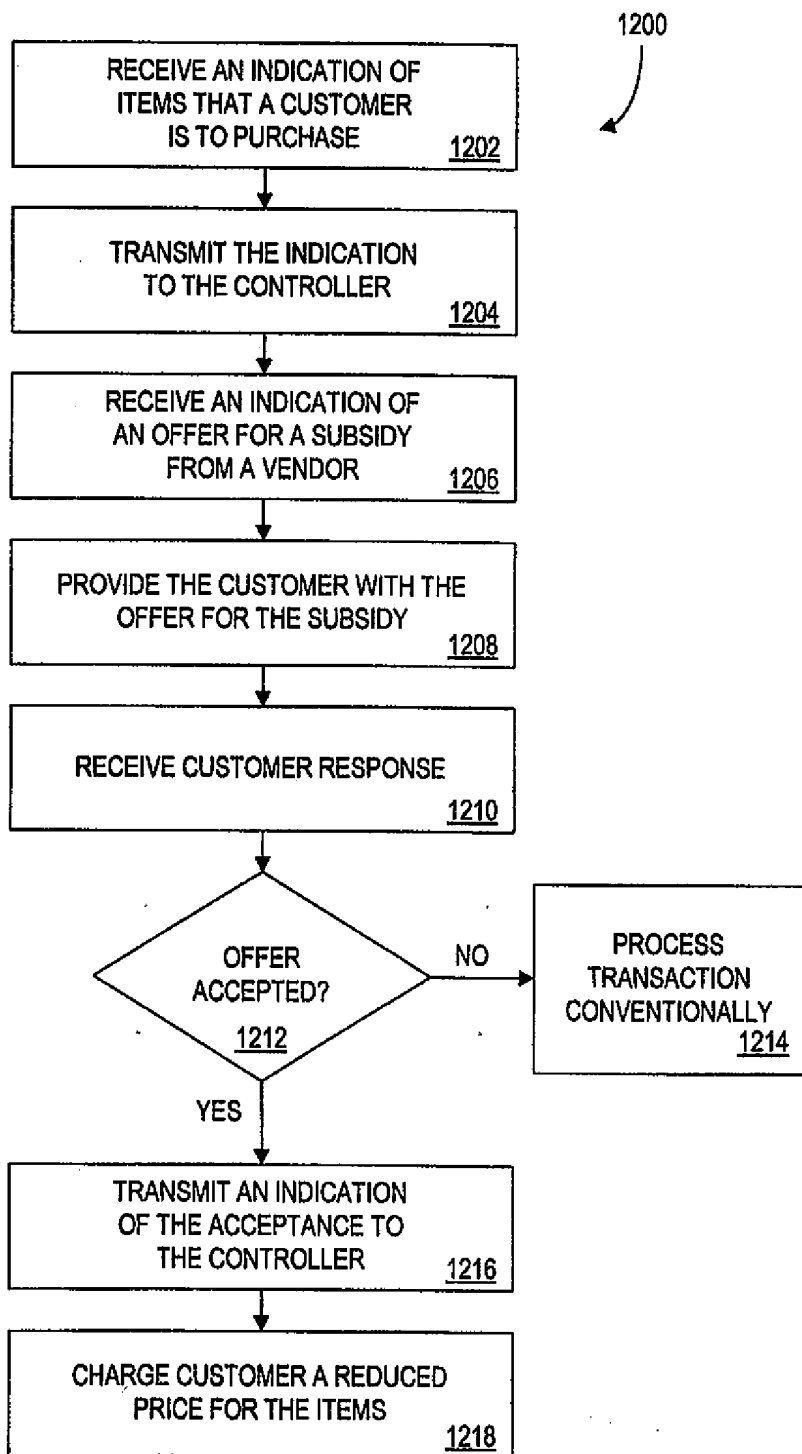 1200
RECEIVE AN INDICATION OF
ITEMS THAT A CUSTOMER
IS TO PURCHASE
1202
TRANSMIT THE INDICATION
TO THE CONTROLLER
1204
RECEIVE AN INDICATION OF
AN OFFER FOR A SUBSIDY
FROM A VENDOR
1206
PROVIDE THE CUSTOMER WITH THE
OFFER FOR THE SUBSIDY
1208
RECEIVE CUSTOMER RESPONSE
1210
OFFER
ACCEPTED?
1212
NO
PROCESS
TRANSACTION
CONVENTIONALLY
1214
YES
TRANSMIT AN INDICATION
OF THE ACCEPTANCE TO
THE CONTROLLER
1216
CHARGE CUSTOMER A REDUCED
PRICE FOR THE ITEMS
1218